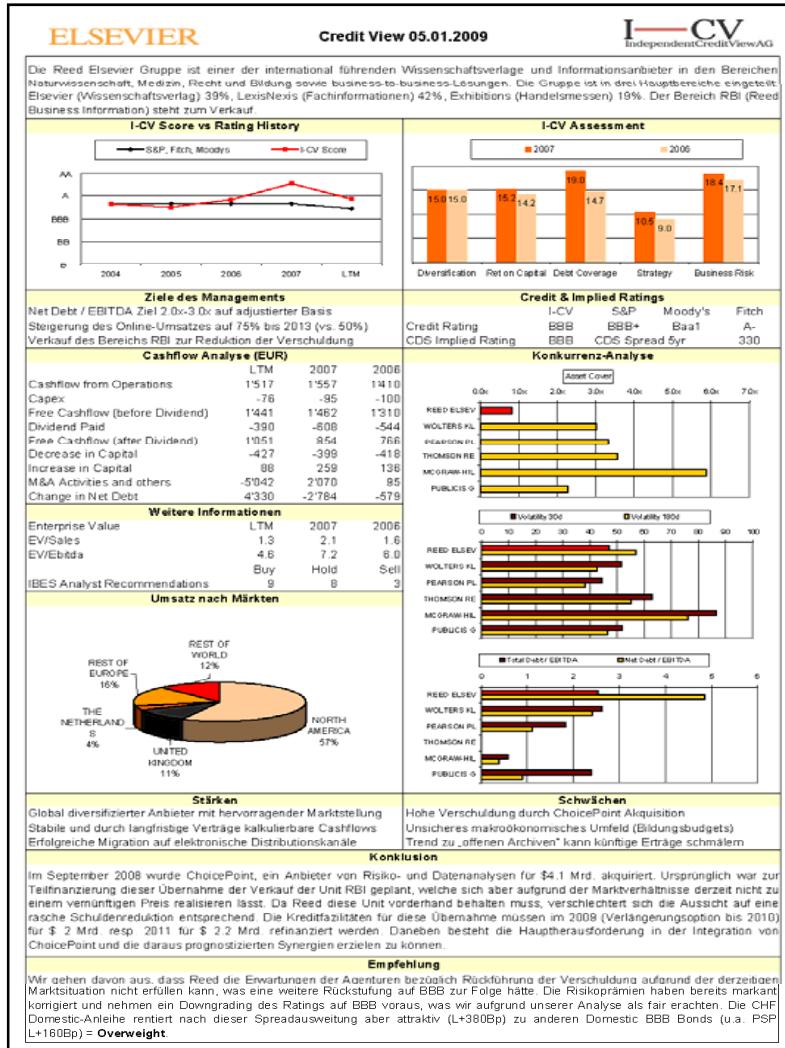 ELSEVIER
Credit View 05.01.2009
I—CV
IndependentCreditViewAG
Die Reed Elsevier Gruppe ist einer der international führenden Wissenschaftsverlage und Informationsanbieter in den Bereichen
Naturwissenschaft, Medizin, Recht und Bildung sowie business-to-business-Lösungen. Die Gruppe ist in drei Hauptbereiche eingeteilt:
Elsevier (Wissenschaftsverlag) 39%, LexisNexis (Fachinformationen) 42%, Exhibitions (Handelsmessen) 19%. Der Bereich RBI (Reed
Business Information) steht zum Verkauf.
I-CV Score vs Rating History
S&P, Fitch, Moodys
I-CV Score
AA
A
BBB
BB
B
2004 2005 2006 2007 LTM
I-CV Assessment
2007 2006
15.0 15.0 15.2 14.2 19.0 14.7 10.5 9.0 18.4 17.1
Diversification Ret on Capital Debt Coverage Strategy Business Risk
Ziele des Managements
Net Debt / EBITDA Ziel 2.0x-3.0x auf adjustierter Basis
Steigerung des Online-Umsatzes auf 75% bis 2013 (vs. 50%)
Verkauf des Bereichs RBI zur Reduktion der Verschuldung
Credit & Implied Ratings
I-CV S&P Moody's Fitch
Credit Rating BBB BBB+ Baa1 A-
CDS Implied Rating BBB CDS Spread 5yr 330
Cashflow Analyse (EUR)
LTM 2007 2006
Cashflow from Operations 1'517 1'557 1'410
Capex -76 -95 -100
Free Cashflow (before Dividend) 1'441 1'462 1'310
Dividend Paid -390 -608 -544
Free Cashflow (after Dividend) 1'051 854 766
Decrease in Capital -427 -399 -418
Increase in Capital 88 259 136
M&A Activities and others -5'042 2'070 95
Change in Net Debt 4'330 -2'784 -579
Weitere Informationen
Enterprise Value LTM 2007 2006
EV/Sales 1.3 2.1 1.6
EV/Ebitda 4.6 7.2 6.0
Buy Hold Sell
IBES Analyst Recommendations 9 8 3
Umsatz nach Märkten
REST OF
WORLD
12%
REST OF
EUROPE
16%
THE
NETHERLAND
S
4%
UNITED
KINGDOM
11%
NORTH
AMERICA
57%
Konkurrenz-Analyse
Asset Cover
0.0x 1.0x 2.0x 3.0x 4.0x 5.0x 6.0x 7.0x
REED ELSEV
WOLTERS KL
PEARSON PL
THOMSON RE
MCGRAW-HIL
PUBLICIS G
Volatility 30d Volatility 180d
0 10 20 30 40 50 60 70 80 90 100
REED ELSEV
WOLTERS KL
PEARSON PL
THOMSON RE
MCGRAW-HIL
PUBLICIS G
Total Debt / EBITDA Net Debt / EBITDA
0 1 2 3 4 5 6
REED ELSEV
WOLTERS KL
PEARSON PL
THOMSON RE
MCGRAW-HIL
PUBLICIS G
Stärken
Global diversifizierter Anbieter mit hervorragender Marktstellung
Stabile und durch langfristige Verträge kalkulierbare Cashflows
Erfolgreiche Migration auf elektronische Distributionskanäle
Schwächen
Hohe Verschuldung durch ChoicePoint Akquisition
Unsicheres makroökonomisches Umfeld (Bildungsbudgets)
Trend zu „offenen Archiven" kann künftige Erträge schmälern
Konklusion
Im September 2008 wurde ChoicePoint, ein Anbieter von Risiko- und Datenanalysen für $4.1 Mrd. akquiriert. Ursprünglich war zur
Teilfinanzierung dieser Übernahme der Verkauf der Unit RBI geplant, welche sich aber aufgrund der Marktverhältnisse derzeit nicht zu
einem vernünftigen Preis realisieren lässt. Da Reed diese Unit vorderhand behalten muss, verschlechtert sich die Aussicht auf eine
rasche Schuldenreduktion entsprechend. Die Kreditfazilitäten für diese Übernahme müssen im 2009 (Verlängerungsoption bis 2010)
für $ 2 Mrd. resp. 2011 für $ 2.2 Mrd. refinanziert werden. Daneben besteht die Hauptherausforderung in der Integration von
ChoicePoint und die daraus prognostizierten Synergien erzielen zu können.
Empfehlung
Wir gehen davon aus, dass Reed die Erwartungen der Agenturen bezüglich Rückführung der Verschuldung aufgrund der derzeitigen
Marktsituation nicht erfüllen kann, was eine weitere Rückstufung auf BBB zur Folge hätte. Die Risikoprämien haben bereits markant
korrigiert und nehmen ein Downgrading des Ratings auf BBB voraus, was wir aufgrund unserer Analyse als fair erachten. Die CHF
Domestic-Anleihe rentiert nach dieser Spreadausweitung aber attraktiv (L+380Bp) zu anderen Domestic BBB Bonds (u.a. PSP
L+160Bp) = Overweight.